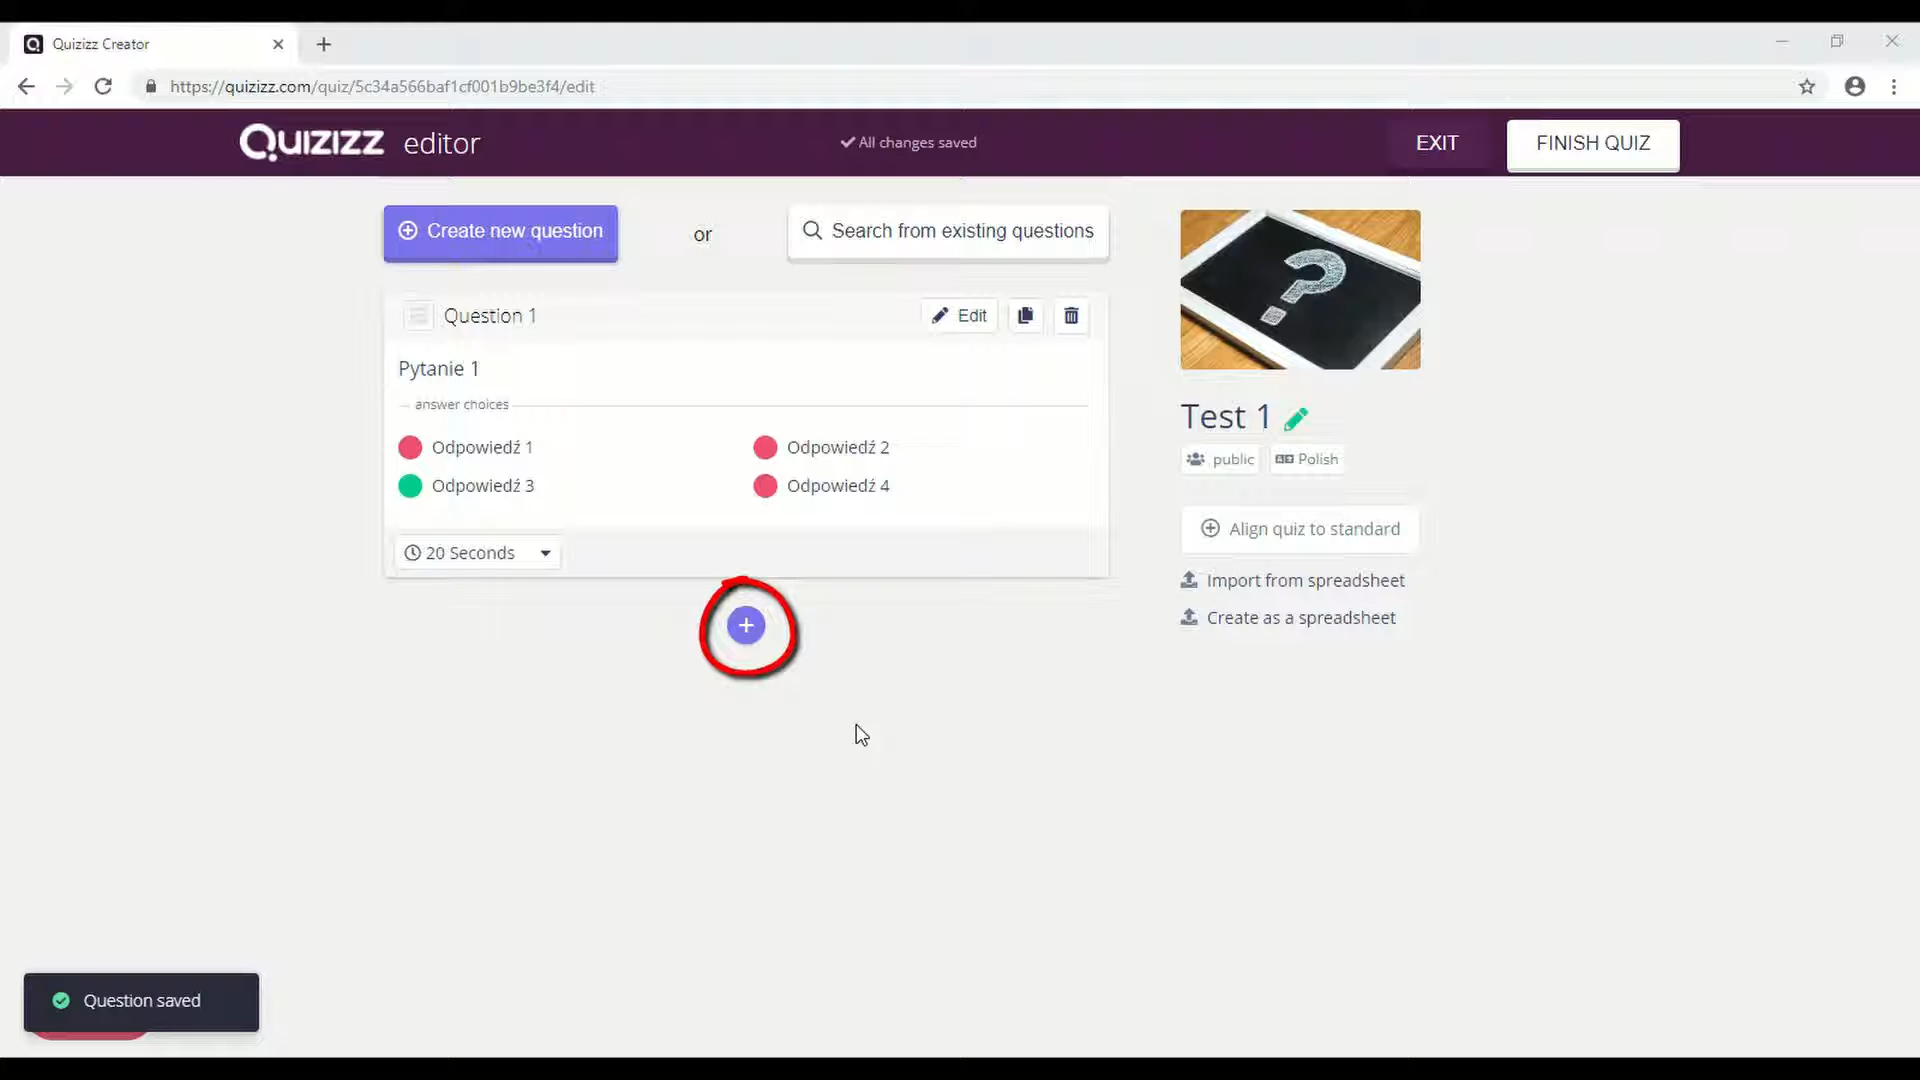 Quizizz Creator
https://quizizz.com/quiz/5c34a566baf1cf001b9be3f4/edit
QUIZIZZ editor
All changes saved
EXIT
FINISH QUIZ
Create new question
or
Search from existing questions
Question 1
Edit
Pytanie 1
answer choices
Odpowiedź 1
Odpowiedź 2
Odpowiedź 3
Odpowiedź 4
20 Seconds
Test 1
public
Polish
Align quiz to standard
Import from spreadsheet
Create as a spreadsheet
Question saved